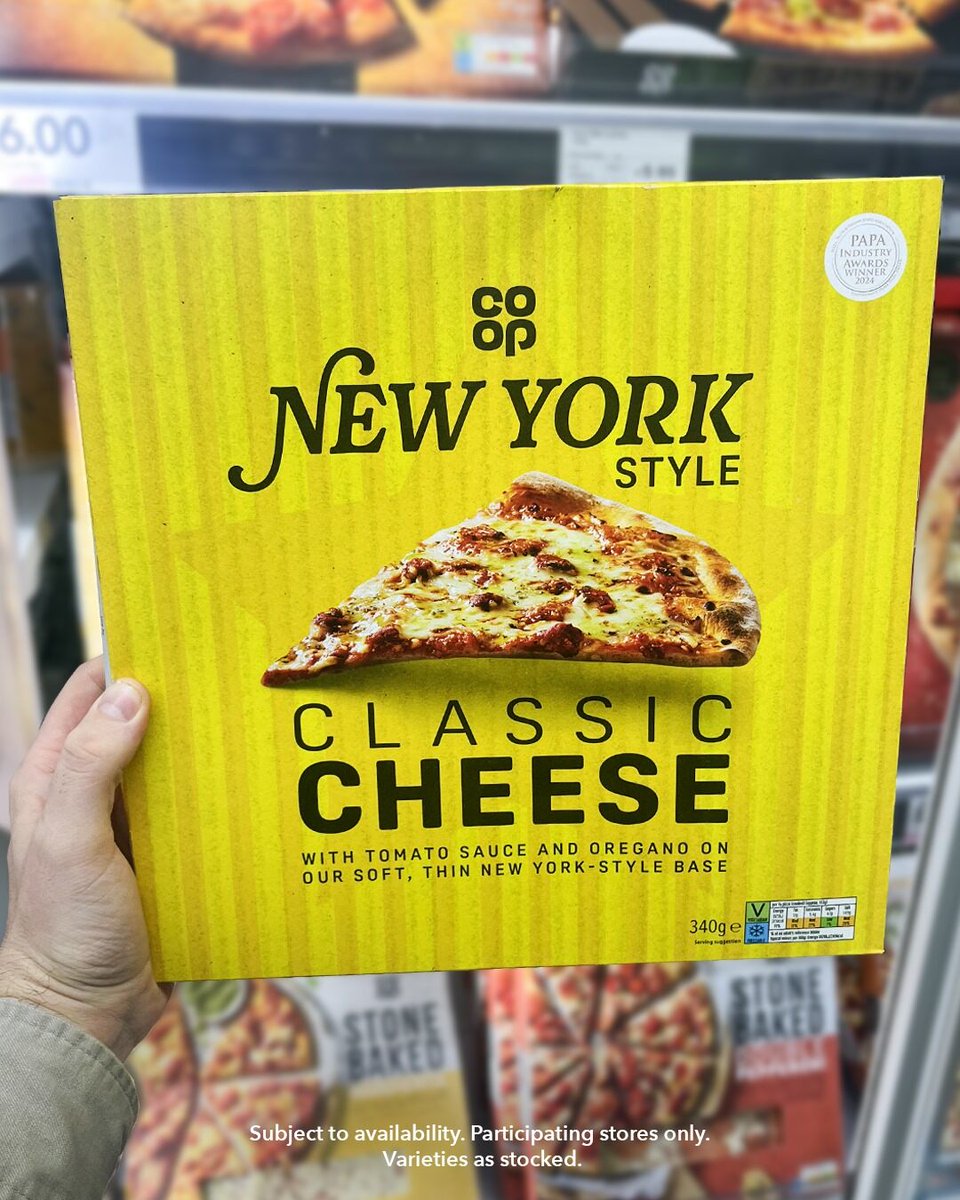 6.00
PAPA
INDUSTRY
AWARDS
WINNER
2024
CO
OP
NEW YORK
STYLE
CLASSIC
CHEESE
WITH TOMATO SAUCE AND OREGANO ON
OUR SOFT, THIN NEW YORK-STYLE BASE
340g e
Serving suggestion
V
STONE
BAKED
STONE
BAKED
Subject to availability. Participating stores only.
Varieties as stocked.